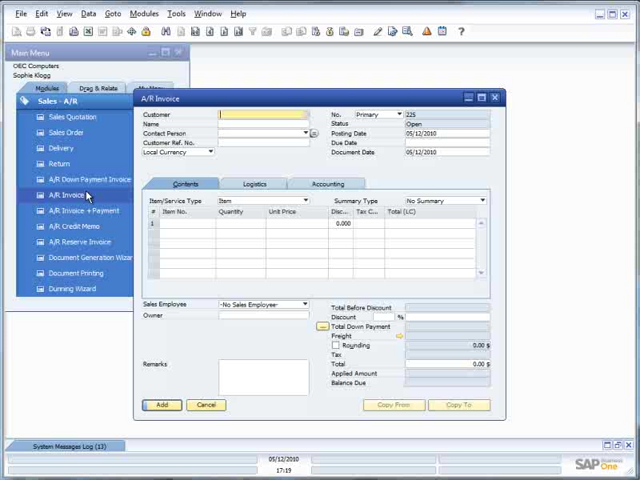 File Edit View Data Goto Modules Tools Window Help
Main Menu
OEC Computers
Sophie Klogg
Modules Drag & Relate
Sales - A/R
Sales Quotation
Sales Order
Delivery
Return
A/R Down Payment Invoice
A/R Invoice
A/R Invoice + Payment
A/R Credit Memo
A/R Reserve Invoice
Document Generation Wizar
Document Printing
Dunning Wizard
A/R Invoice
Customer
Name
Contact Person
Customer Ref. No.
Local Currency
No. Primary 225
Status Open
Posting Date 05/12/2010
Due Date
Document Date 05/12/2010
Contents Logistics Accounting
Item/Service Type Item Summary Type No Summary
# Item No. Quantity Unit Price Disc... Tax C... Total (LC)
1 0.000
Sales Employee -No Sales Employee-
Owner
Remarks
Total Before Discount
Discount %
Total Down Payment
Freight
Rounding 0.00 $
Tax
Total 0.00 $
Applied Amount
Balance Due
Add Cancel Copy From Copy To
System Messages Log (13)
05/12/2010
17:19
SAP Business One